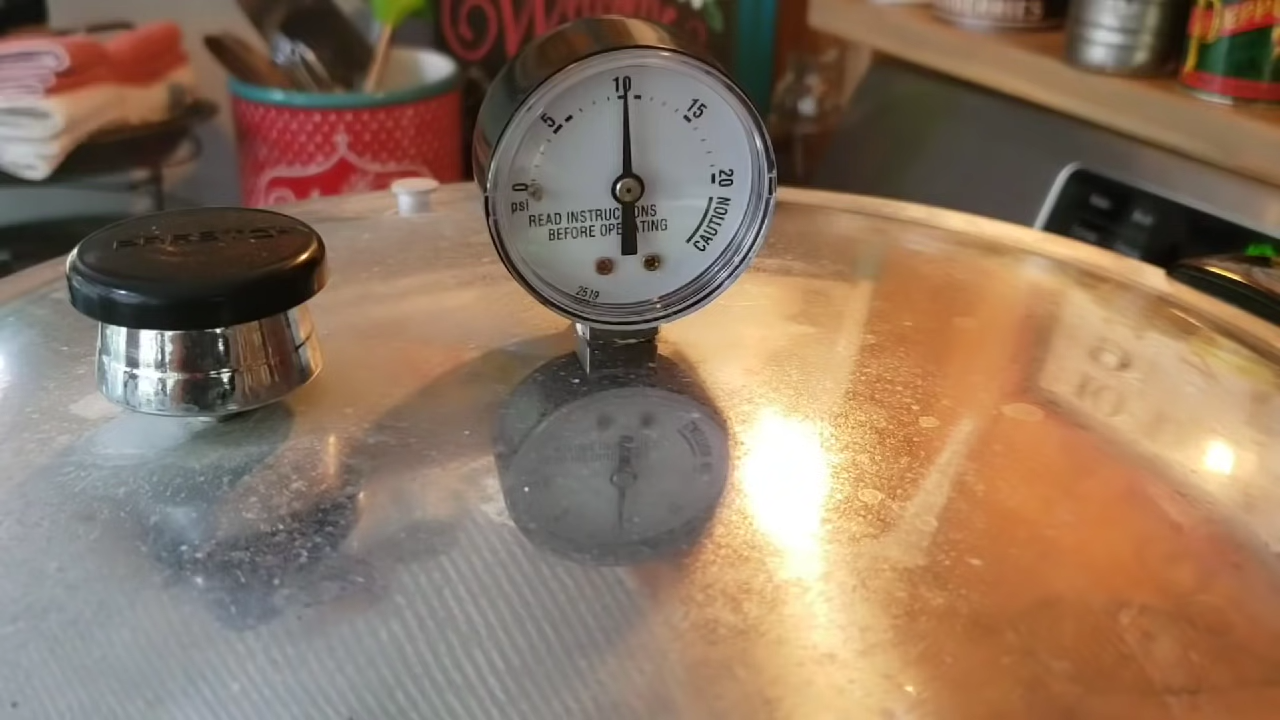 10
15
5
20
0
psi
READ INSTRUCTIONS
BEFORE OPERATING
CAUTION
2519